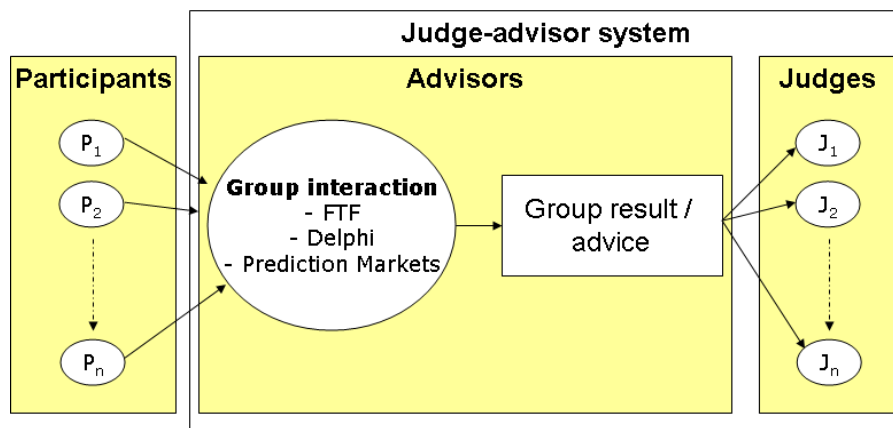 Judge-advisor system
Participants
Advisors
Judges
P1
P2
Pn
Group interaction
- FTF
- Delphi
- Prediction Markets
Group result /
advice
J1
J2
Jn